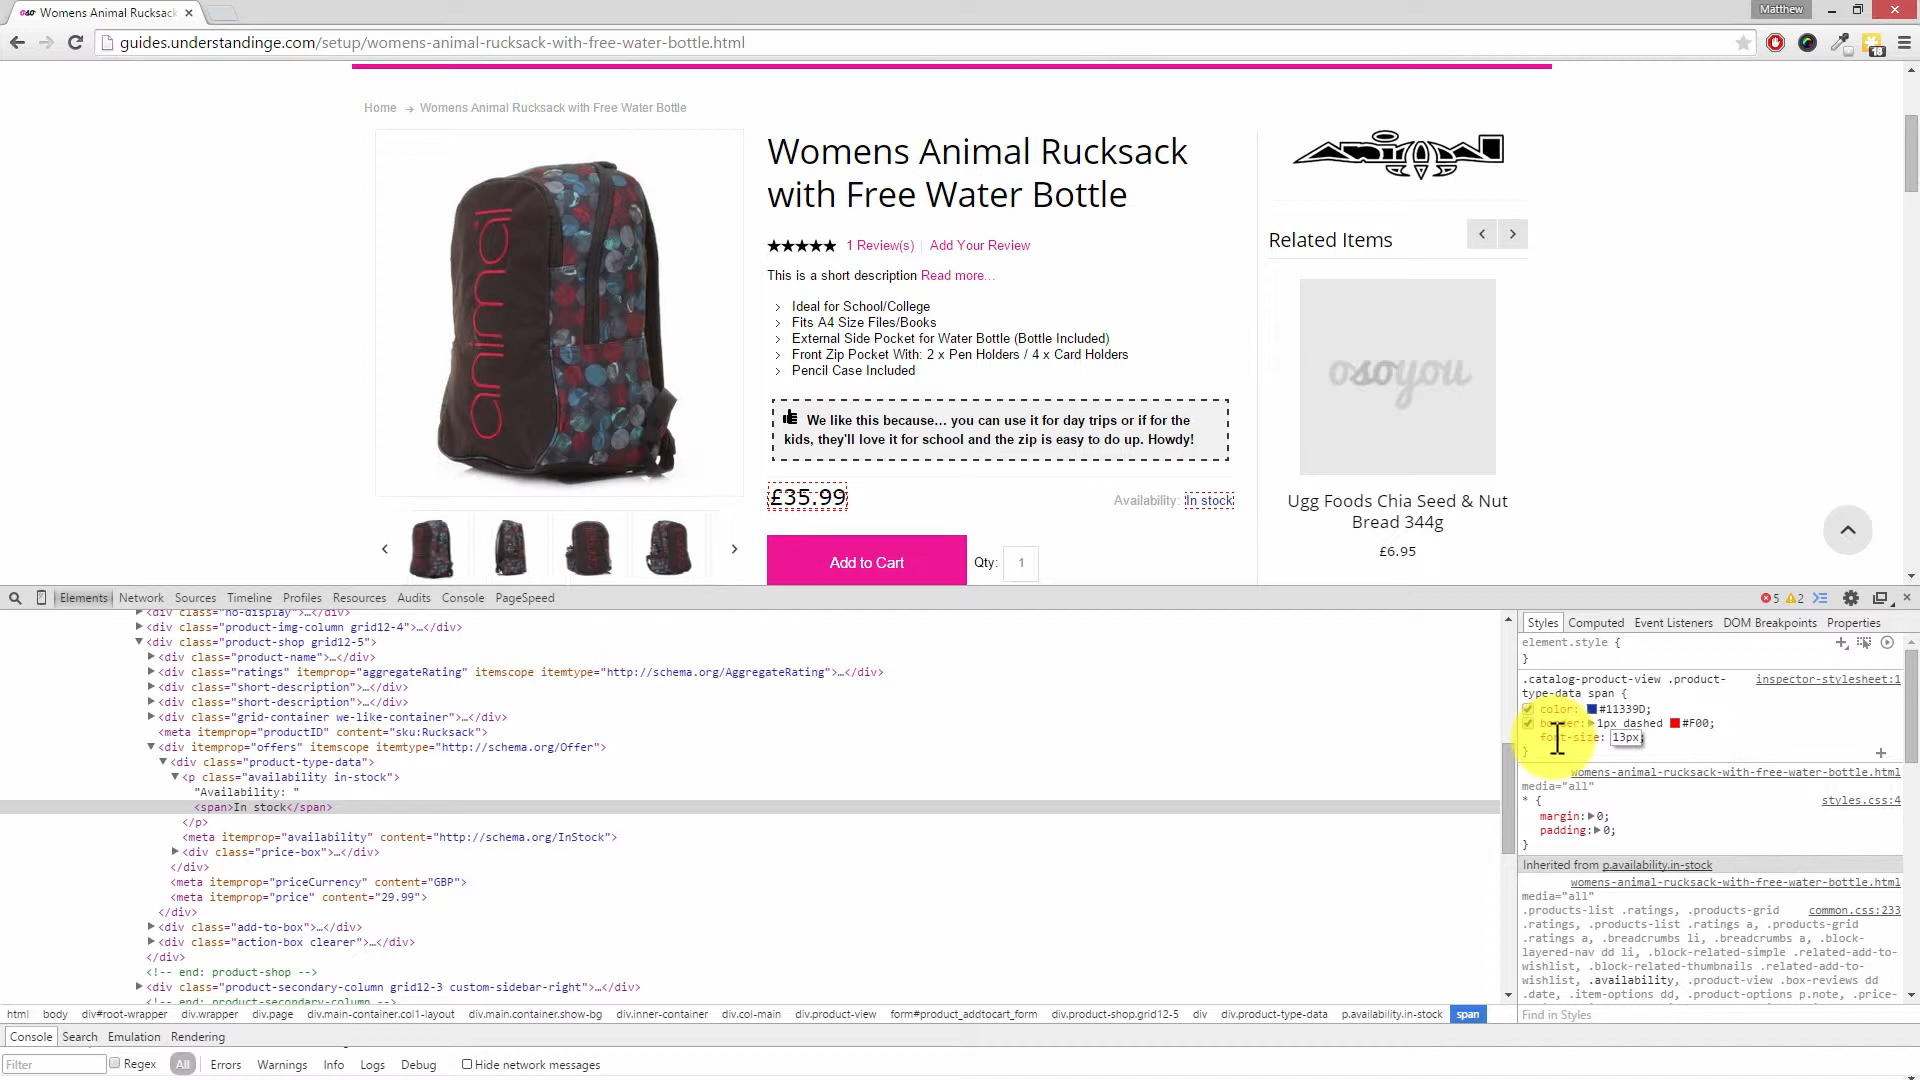 Womens Animal Rucksack
Matthew
guides.understandinge.com/setup/womens-animal-rucksack-with-free-water-bottle.html
18
Home → Womens Animal Rucksack with Free Water Bottle
animal
Womens Animal Rucksack
with Free Water Bottle
1 Review(s) | Add Your Review
This is a short description Read more...
Ideal for School/College
Fits A4 Size Files/Books
External Side Pocket for Water Bottle (Bottle Included)
Front Zip Pocket With: 2 x Pen Holders / 4 x Card Holders
Pencil Case Included
We like this because... you can use it for day trips or if for the
kids, they'll love it for school and the zip is easy to do up. Howdy!
£35.99
Availability: In stock
Add to Cart
Qty: 1
Animal
Related Items
osoyou
Ugg Foods Chia Seed & Nut
Bread 344g
£6.95
Elements Network Sources Timeline Profiles Resources Audits Console PageSpeed
5 2
<div class="no-display">…</div>
<div class="product-img-column grid12-4">…</div>
<div class="product-shop grid12-5">
<div class="product-name">…</div>
<div class="ratings" itemprop="aggregateRating" itemscope itemtype="http://schema.org/AggregateRating">…</div>
<div class="short-description">…</div>
<div class="short-description">…</div>
<div class="grid-container we-like-container">…</div>
<meta itemprop="productID" content="sku:Rucksack">
<div itemprop="offers" itemscope itemtype="http://schema.org/Offer">
<div class="product-type-data">
<p class="availability in-stock">
"Availability: "
<span>In stock</span>
</p>
<meta itemprop="availability" content="http://schema.org/InStock">
<div class="price-box">…</div>
</div>
<meta itemprop="priceCurrency" content="GBP">
<meta itemprop="price" content="29.99">
</div>
<div class="add-to-box">…</div>
<div class="action-box clearer">…</div>
</div>
<!-- end: product-shop -->
<div class="product-secondary-column grid12-3 custom-sidebar-right">…</div>
<!-- end: product-secondary-column -->
html body div#root-wrapper div.wrapper div.page div.main-container.col1-layout div.main.container.show-bg div.inner-container div.col-main div.product-view form#product_addtocart_form div.product-shop.grid12-5 div div.product-type-data p.availability.in-stock span
Styles Computed Event Listeners DOM Breakpoints Properties
element.style {
}
.catalog-product-view .product- inspector-stylesheet:1
type-data span {
color: #11339D;
border: 1px dashed #F00;
font-size: 13px;
}
womens-animal-rucksack-with-free-water-bottle.html
media="all"
* { styles.css:4
margin: 0;
padding: 0;
}
Inherited from p.availability.in-stock
womens-animal-rucksack-with-free-water-bottle.html
media="all"
.products-list .ratings, .products-grid common.css:233
.ratings, .products-list .ratings a, .products-grid
.ratings a, .breadcrumbs li, .breadcrumbs a, .block-
layered-nav dd li, .block-related-simple .related-add-to-
wishlist, .block-related-thumbnails .related-add-to-
wishlist, .availability, .product-view .box-reviews dd
.date, .item-options dd, .product-options p.note, .price-
Find in Styles
Console Search Emulation Rendering
Filter Regex All Errors Warnings Info Logs Debug Hide network messages